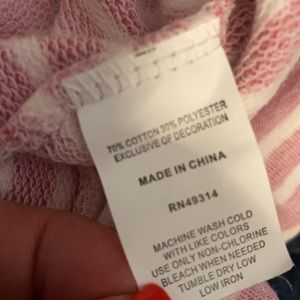 70% COTTON 30% POLYESTER
EXCLUSIVE OF DECORATION
MADE IN CHINA
RN49314
MACHINE WASH COLD
WITH LIKE COLORS
USE ONLY NON-CHLORINE
BLEACH WHEN NEEDED
TUMBLE DRY LOW
LOW IRON